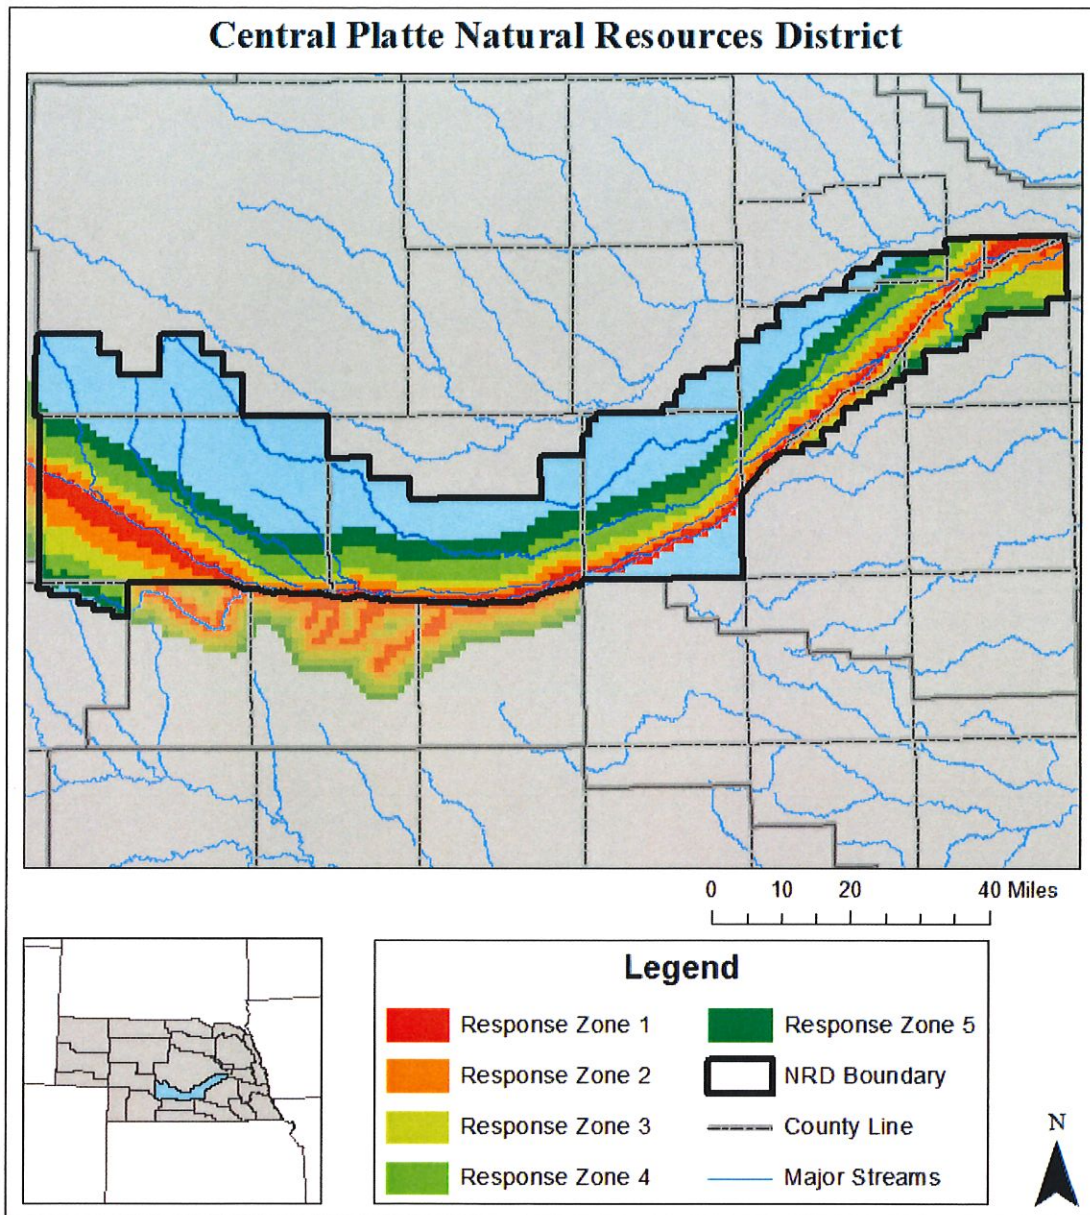 Central Platte Natural Resources District
0 10 20 40 Miles
Legend
Response Zone 1
Response Zone 2
Response Zone 3
Response Zone 4
Response Zone 5
NRD Boundary
County Line
Major Streams
N